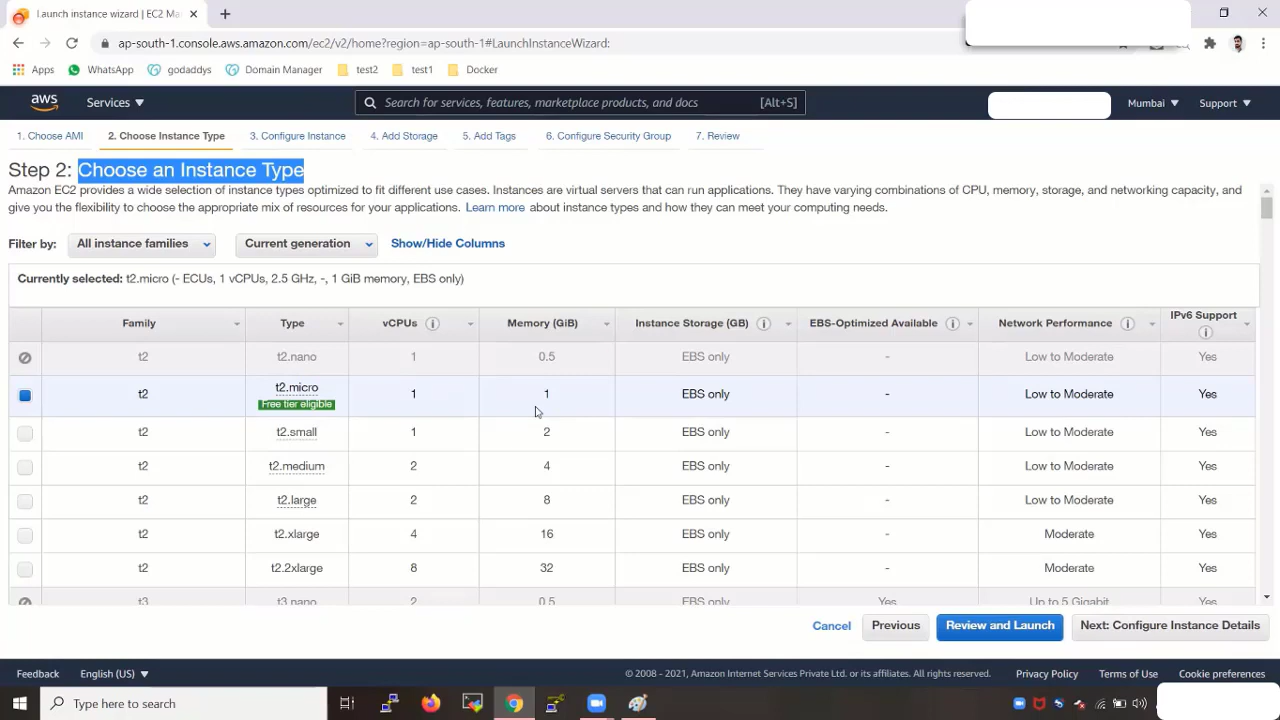 Launch instance wizard | EC2 Ma
ap-south-1.console.aws.amazon.com/ec2/v2/home?region=ap-south-1#LaunchInstanceWizard:
Apps WhatsApp godaddys Domain Manager test2 test1 Docker
aws Services Search for services, features, marketplace products, and docs [Alt+S] Mumbai Support
1. Choose AMI 2. Choose Instance Type 3. Configure Instance 4. Add Storage 5. Add Tags 6. Configure Security Group 7. Review
Step 2: Choose an Instance Type
Amazon EC2 provides a wide selection of instance types optimized to fit different use cases. Instances are virtual servers that can run applications. They have varying combinations of CPU, memory, storage, and networking capacity, and
give you the flexibility to choose the appropriate mix of resources for your applications. Learn more about instance types and how they can meet your computing needs.
Filter by: All instance families Current generation Show/Hide Columns
Currently selected: t2.micro (- ECUs, 1 vCPUs, 2.5 GHz, -, 1 GiB memory, EBS only)
Family Type vCPUs Memory (GiB) Instance Storage (GB) EBS-Optimized Available Network Performance IPv6 Support
t2 t2.nano 1 0.5 EBS only - Low to Moderate Yes
t2 t2.micro 1 1 EBS only - Low to Moderate Yes
Free tier eligible
t2 t2.small 1 2 EBS only - Low to Moderate Yes
t2 t2.medium 2 4 EBS only - Low to Moderate Yes
t2 t2.large 2 8 EBS only - Low to Moderate Yes
t2 t2.xlarge 4 16 EBS only - Moderate Yes
t2 t2.2xlarge 8 32 EBS only - Moderate Yes
t3 t3.nano 2 0.5 EBS only Yes Up to 5 Gigabit Yes
Cancel Previous Review and Launch Next: Configure Instance Details
Feedback English (US) © 2008 - 2021, Amazon Internet Services Private Ltd. or its affiliates. All rights reserved. Privacy Policy Terms of Use Cookie preferences
Type here to search